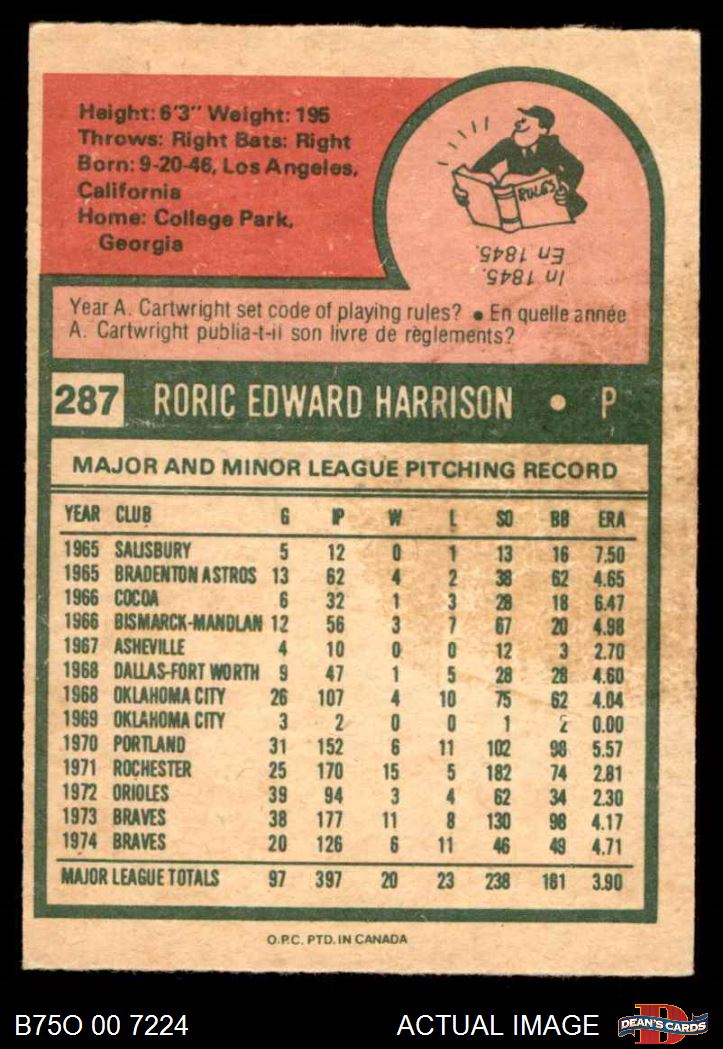 Height: 6'3" Weight: 195
Throws: Right Bats: Right
Born: 9-20-46, Los Angeles,
California
Home: College Park,
Georgia
RULES
In 1845.
En 1845.
Year A. Cartwright set code of playing rules? • En quelle année
A. Cartwright publia-t-il son livre de règlements?
287 RORIC EDWARD HARRISON • P
MAJOR AND MINOR LEAGUE PITCHING RECORD
YEAR CLUB G IP W L SO BB ERA
1965 SALISBURY 5 12 0 1 13 16 7.50
1965 BRADENTON ASTROS 13 62 4 2 38 62 4.65
1966 COCOA 6 32 1 3 28 18 6.47
1966 BISMARCK-MANDLAN 12 56 3 7 67 20 4.98
1967 ASHEVILLE 4 10 0 0 12 3 2.70
1968 DALLAS-FORT WORTH 9 47 1 5 28 28 4.60
1968 OKLAHOMA CITY 26 107 4 10 75 62 4.04
1969 OKLAHOMA CITY 3 2 0 0 1 2 0.00
1970 PORTLAND 31 152 6 11 102 98 5.57
1971 ROCHESTER 25 170 15 5 182 74 2.81
1972 ORIOLES 39 94 3 4 62 34 2.30
1973 BRAVES 38 177 11 8 130 98 4.17
1974 BRAVES 20 126 6 11 46 49 4.71
MAJOR LEAGUE TOTALS 97 397 20 23 238 181 3.90
O.P.C. PTD. IN CANADA
B75O 00 7224
ACTUAL IMAGE
D
DEAN'S CARDS